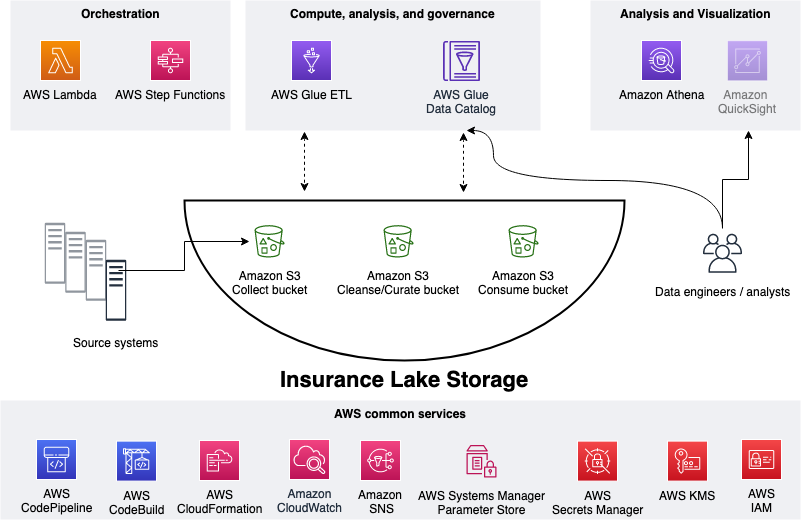 Orchestration
AWS Lambda
AWS Step Functions
Compute, analysis, and governance
AWS Glue ETL
AWS Glue
Data Catalog
Analysis and Visualization
Amazon Athena
Amazon
QuickSight
Source systems
Amazon S3
Collect bucket
Amazon S3
Cleanse/Curate bucket
Amazon S3
Consume bucket
Data engineers / analysts
Insurance Lake Storage
AWS common services
AWS
CodePipeline
AWS
CodeBuild
AWS
CloudFormation
Amazon
CloudWatch
Amazon
SNS
AWS Systems Manager
Parameter Store
AWS
Secrets Manager
AWS KMS
AWS
IAM